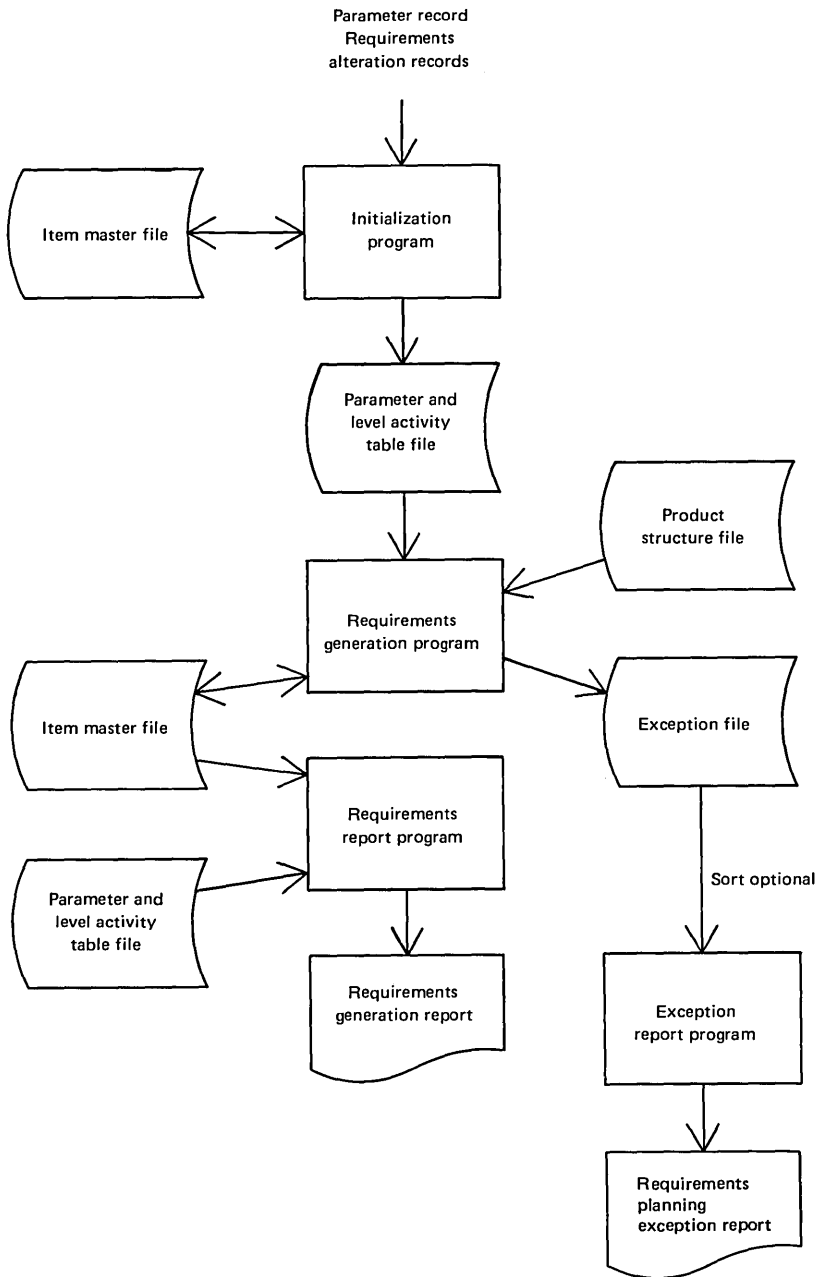 Parameter record
Requirements
alteration records
Item master file
Initialization
program
Parameter and
level activity
table file
Product
structure file
Requirements
generation program
Item master file
Exception file
Requirements
report program
Sort optional
Parameter and
level activity
table file
Requirements
generation report
Exception
report program
Requirements
planning
exception report